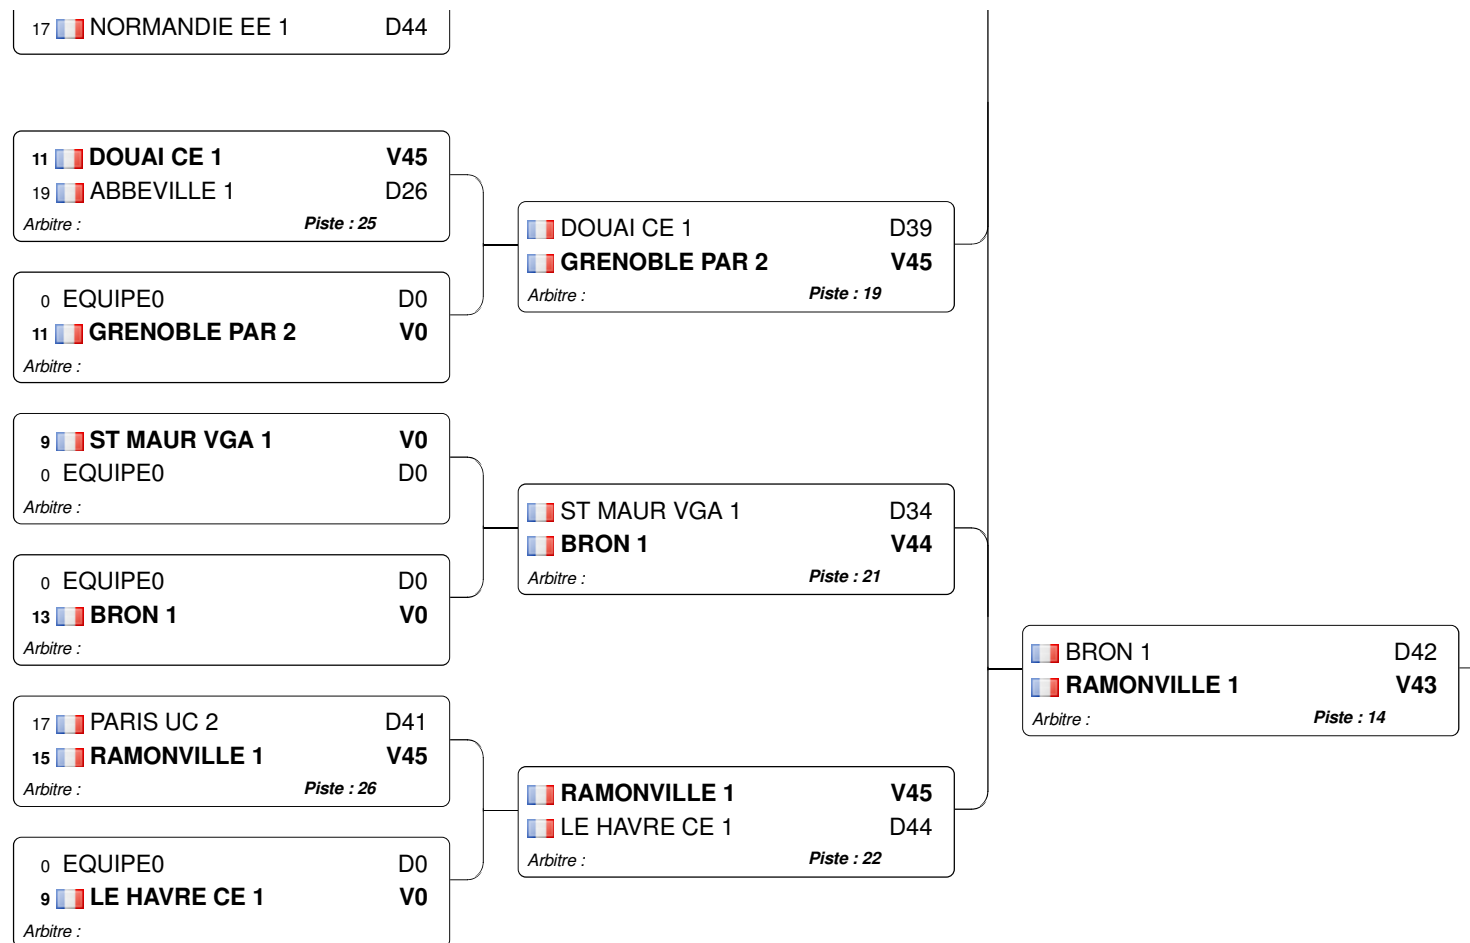 17 NORMANDIE EE 1 D44
11 DOUAI CE 1 V45
19 ABBEVILLE 1 D26
Arbitre : Piste : 25
0 EQUIPE0 D0
11 GRENOBLE PAR 2 V0
Arbitre :
9 ST MAUR VGA 1 V0
0 EQUIPE0 D0
Arbitre :
0 EQUIPE0 D0
13 BRON 1 V0
Arbitre :
17 PARIS UC 2 D41
15 RAMONVILLE 1 V45
Arbitre : Piste : 26
0 EQUIPE0 D0
9 LE HAVRE CE 1 V0
Arbitre :
DOUAI CE 1 D39
GRENOBLE PAR 2 V45
Arbitre : Piste : 19
ST MAUR VGA 1 D34
BRON 1 V44
Arbitre : Piste : 21
RAMONVILLE 1 V45
LE HAVRE CE 1 D44
Arbitre : Piste : 22
BRON 1 D42
RAMONVILLE 1 V43
Arbitre : Piste : 14